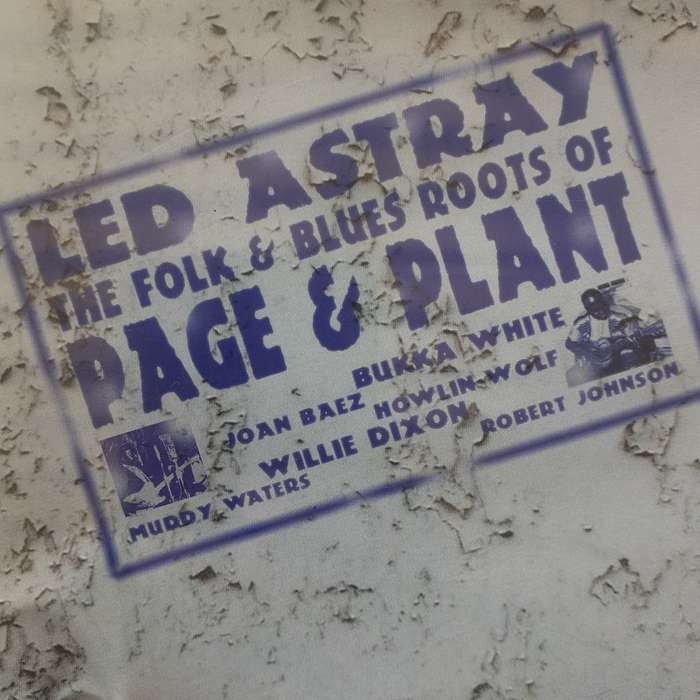 LED ASTRAY
THE FOLK & BLUES ROOTS OF
PAGE & PLANT
BUKKA WHITE
JOAN BAEZ HOWLIN WOLF
WILLIE DIXON ROBERT JOHNSON
MUDDY WATERS